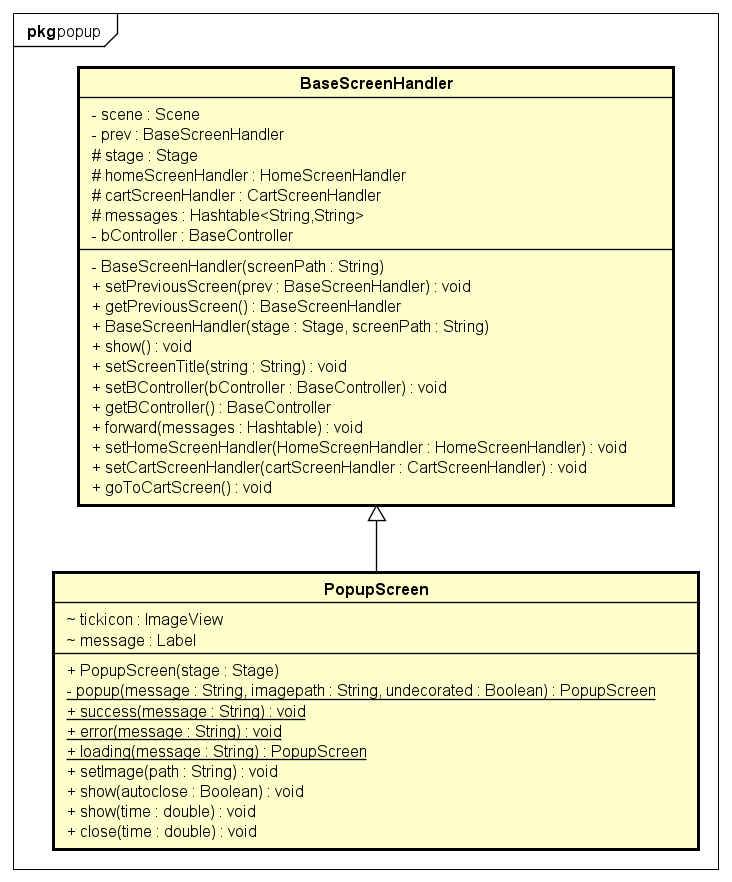 pkg popup
BaseScreenHandler
- scene : Scene
- prev : BaseScreenHandler
# stage : Stage
# homeScreenHandler : HomeScreenHandler
# cartScreenHandler : CartScreenHandler
# messages : Hashtable<String,String>
- bController : BaseController
- BaseScreenHandler(screenPath : String)
+ setPreviousScreen(prev : BaseScreenHandler) : void
+ getPreviousScreen() : BaseScreenHandler
+ BaseScreenHandler(stage : Stage, screenPath : String)
+ show() : void
+ setScreenTitle(string : String) : void
+ setBController(bController : BaseController) : void
+ getBController() : BaseController
+ forward(messages : Hashtable) : void
+ setHomeScreenHandler(HomeScreenHandler : HomeScreenHandler) : void
+ setCartScreenHandler(cartScreenHandler : CartScreenHandler) : void
+ goToCartScreen() : void
PopupScreen
~ tickicon : ImageView
~ message : Label
+ PopupScreen(stage : Stage)
- popup(message : String, imagepath : String, undecorated : Boolean) : PopupScreen
+ success(message : String) : void
+ error(message : String) : void
+ loading(message : String) : PopupScreen
+ setImage(path : String) : void
+ show(autoclose : Boolean) : void
+ show(time : double) : void
+ close(time : double) : void